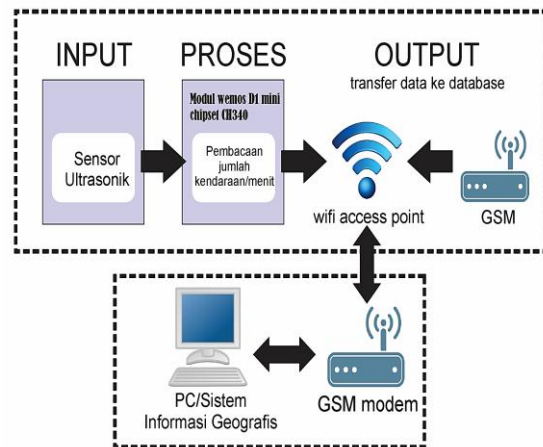 INPUT
PROSES
OUTPUT
transfer data ke database
Modul wemos D1 mini
chipset CH340
Sensor
Ultrasonik
Pembacaan
jumlah
kendaraan/menit
wifi access point
GSM
PC/Sistem
Informasi Geografis
GSM modem